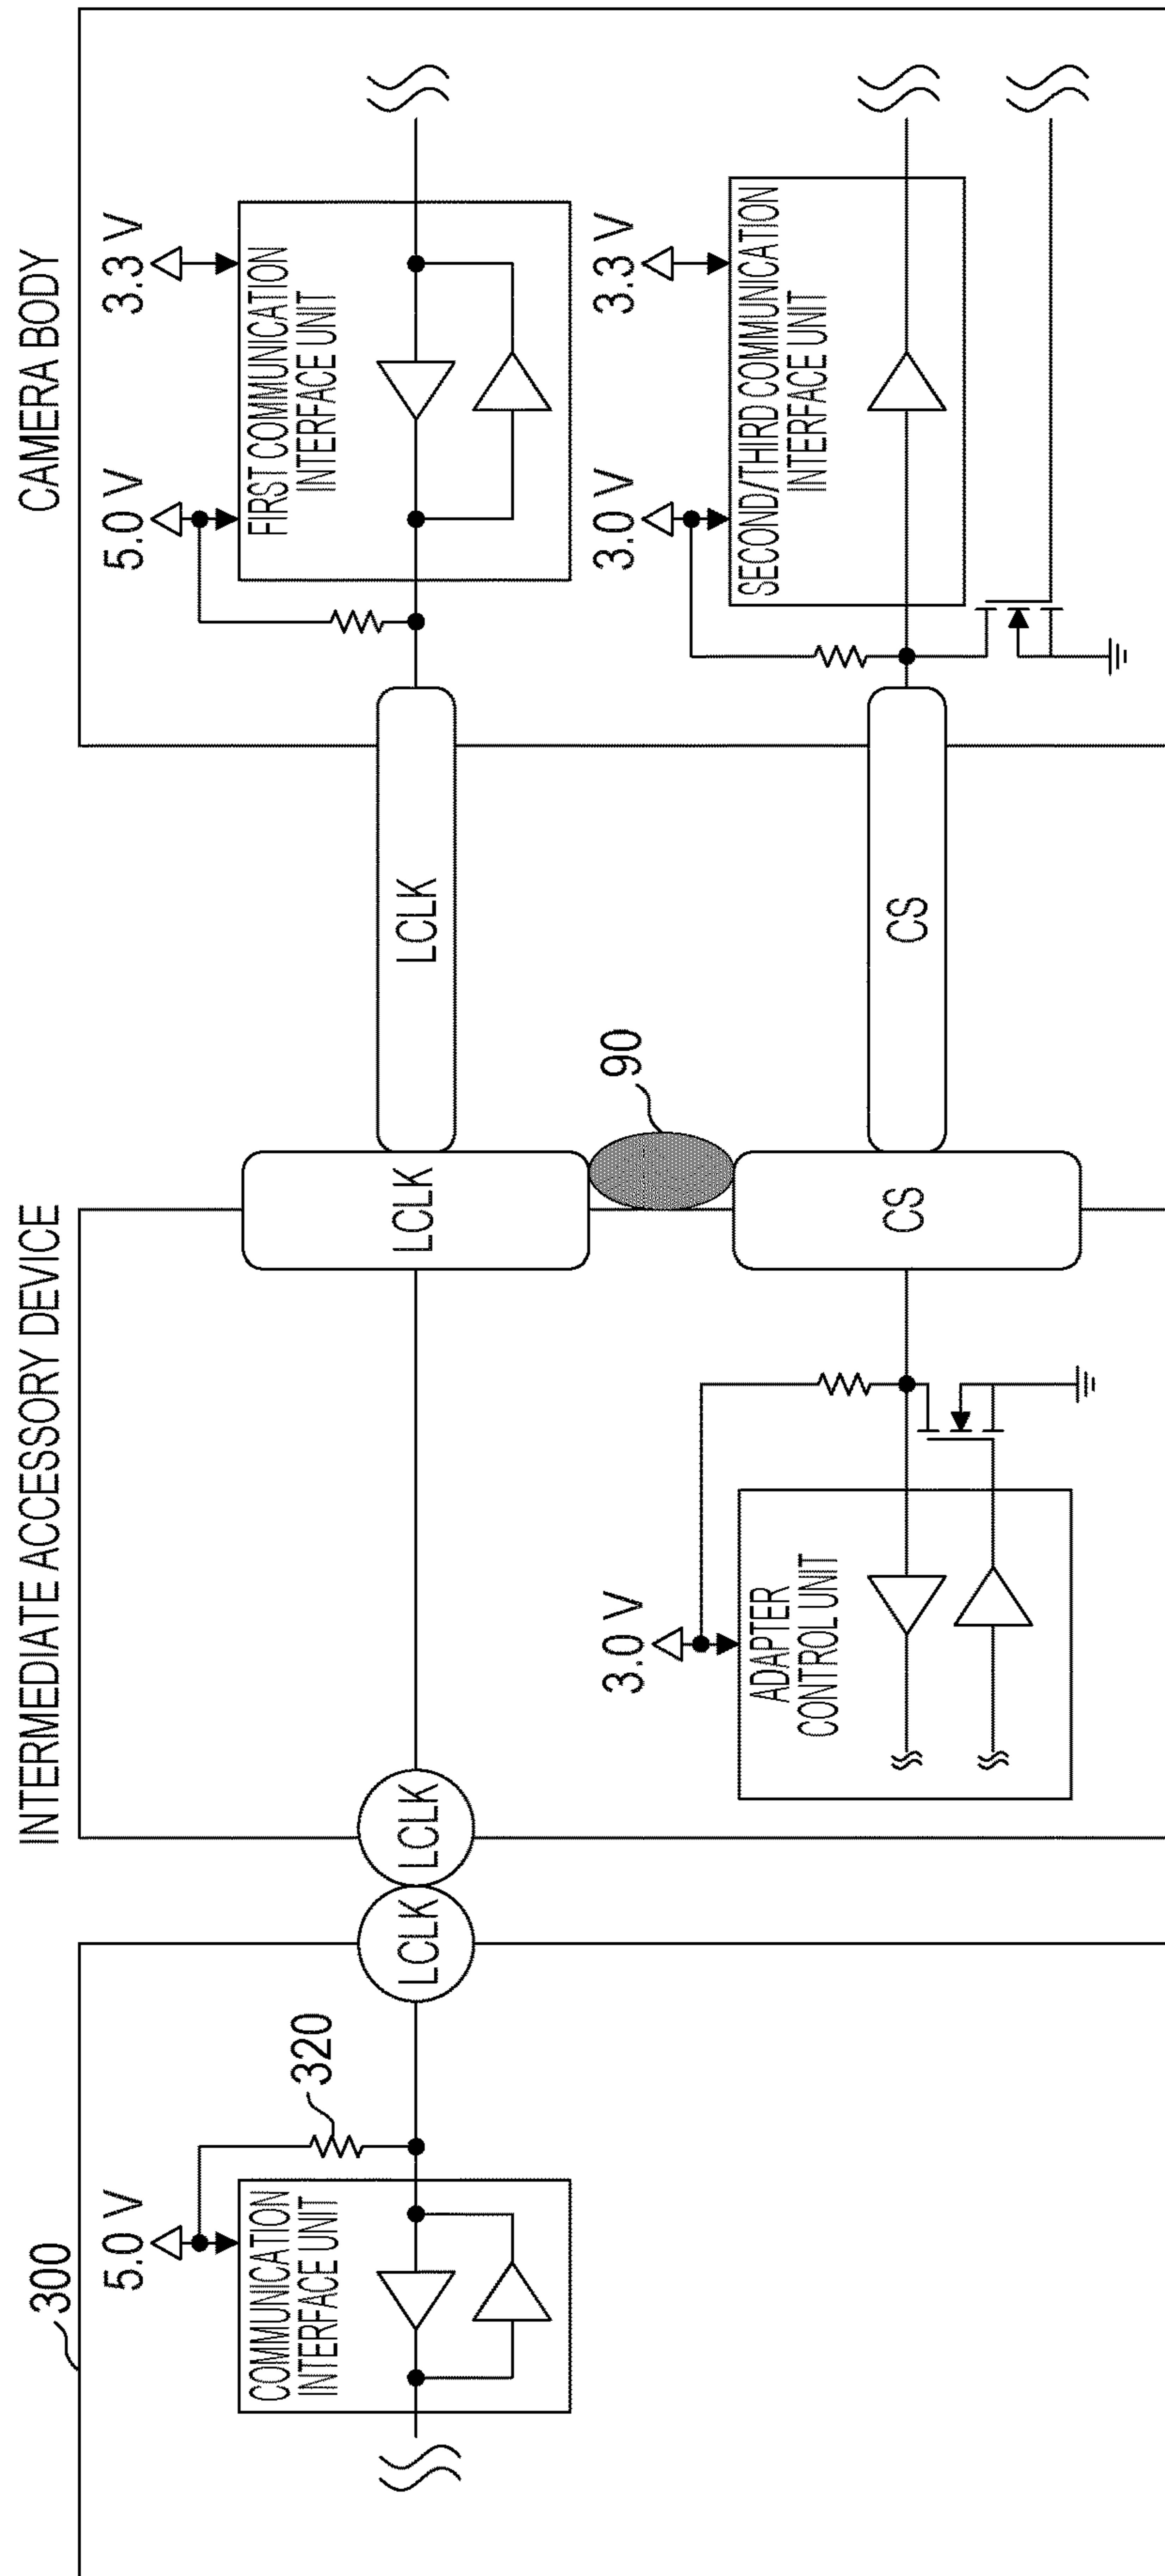 300
5.0 V
COMMUNICATION
INTERFACE UNIT
320
LCLK
INTERMEDIATE ACCESSORY DEVICE
LCLK
LCLK
3.0 V
ADAPTER
CONTROL UNIT
CS
90
LCLK
CS
CAMERA BODY
5.0 V
3.3 V
FIRST COMMUNICATION
INTERFACE UNIT
3.0 V
3.3 V
SECOND/THIRD COMMUNICATION
INTERFACE UNIT